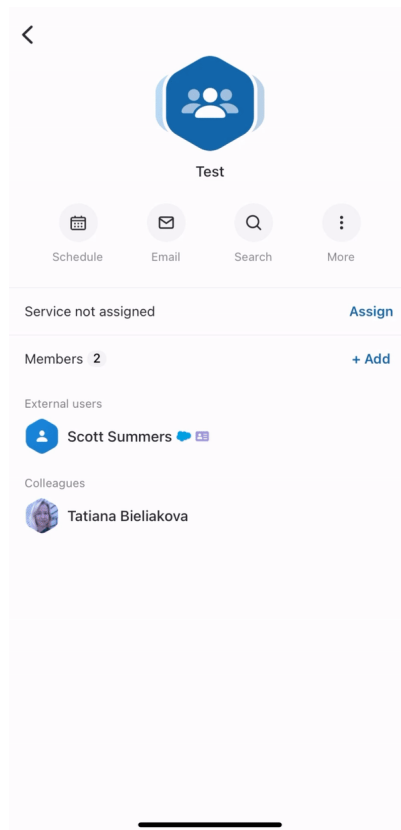 Test
Schedule Email Search More
Service not assigned Assign
Members 2 + Add
External users
Scott Summers
Colleagues
Tatiana Bieliakova